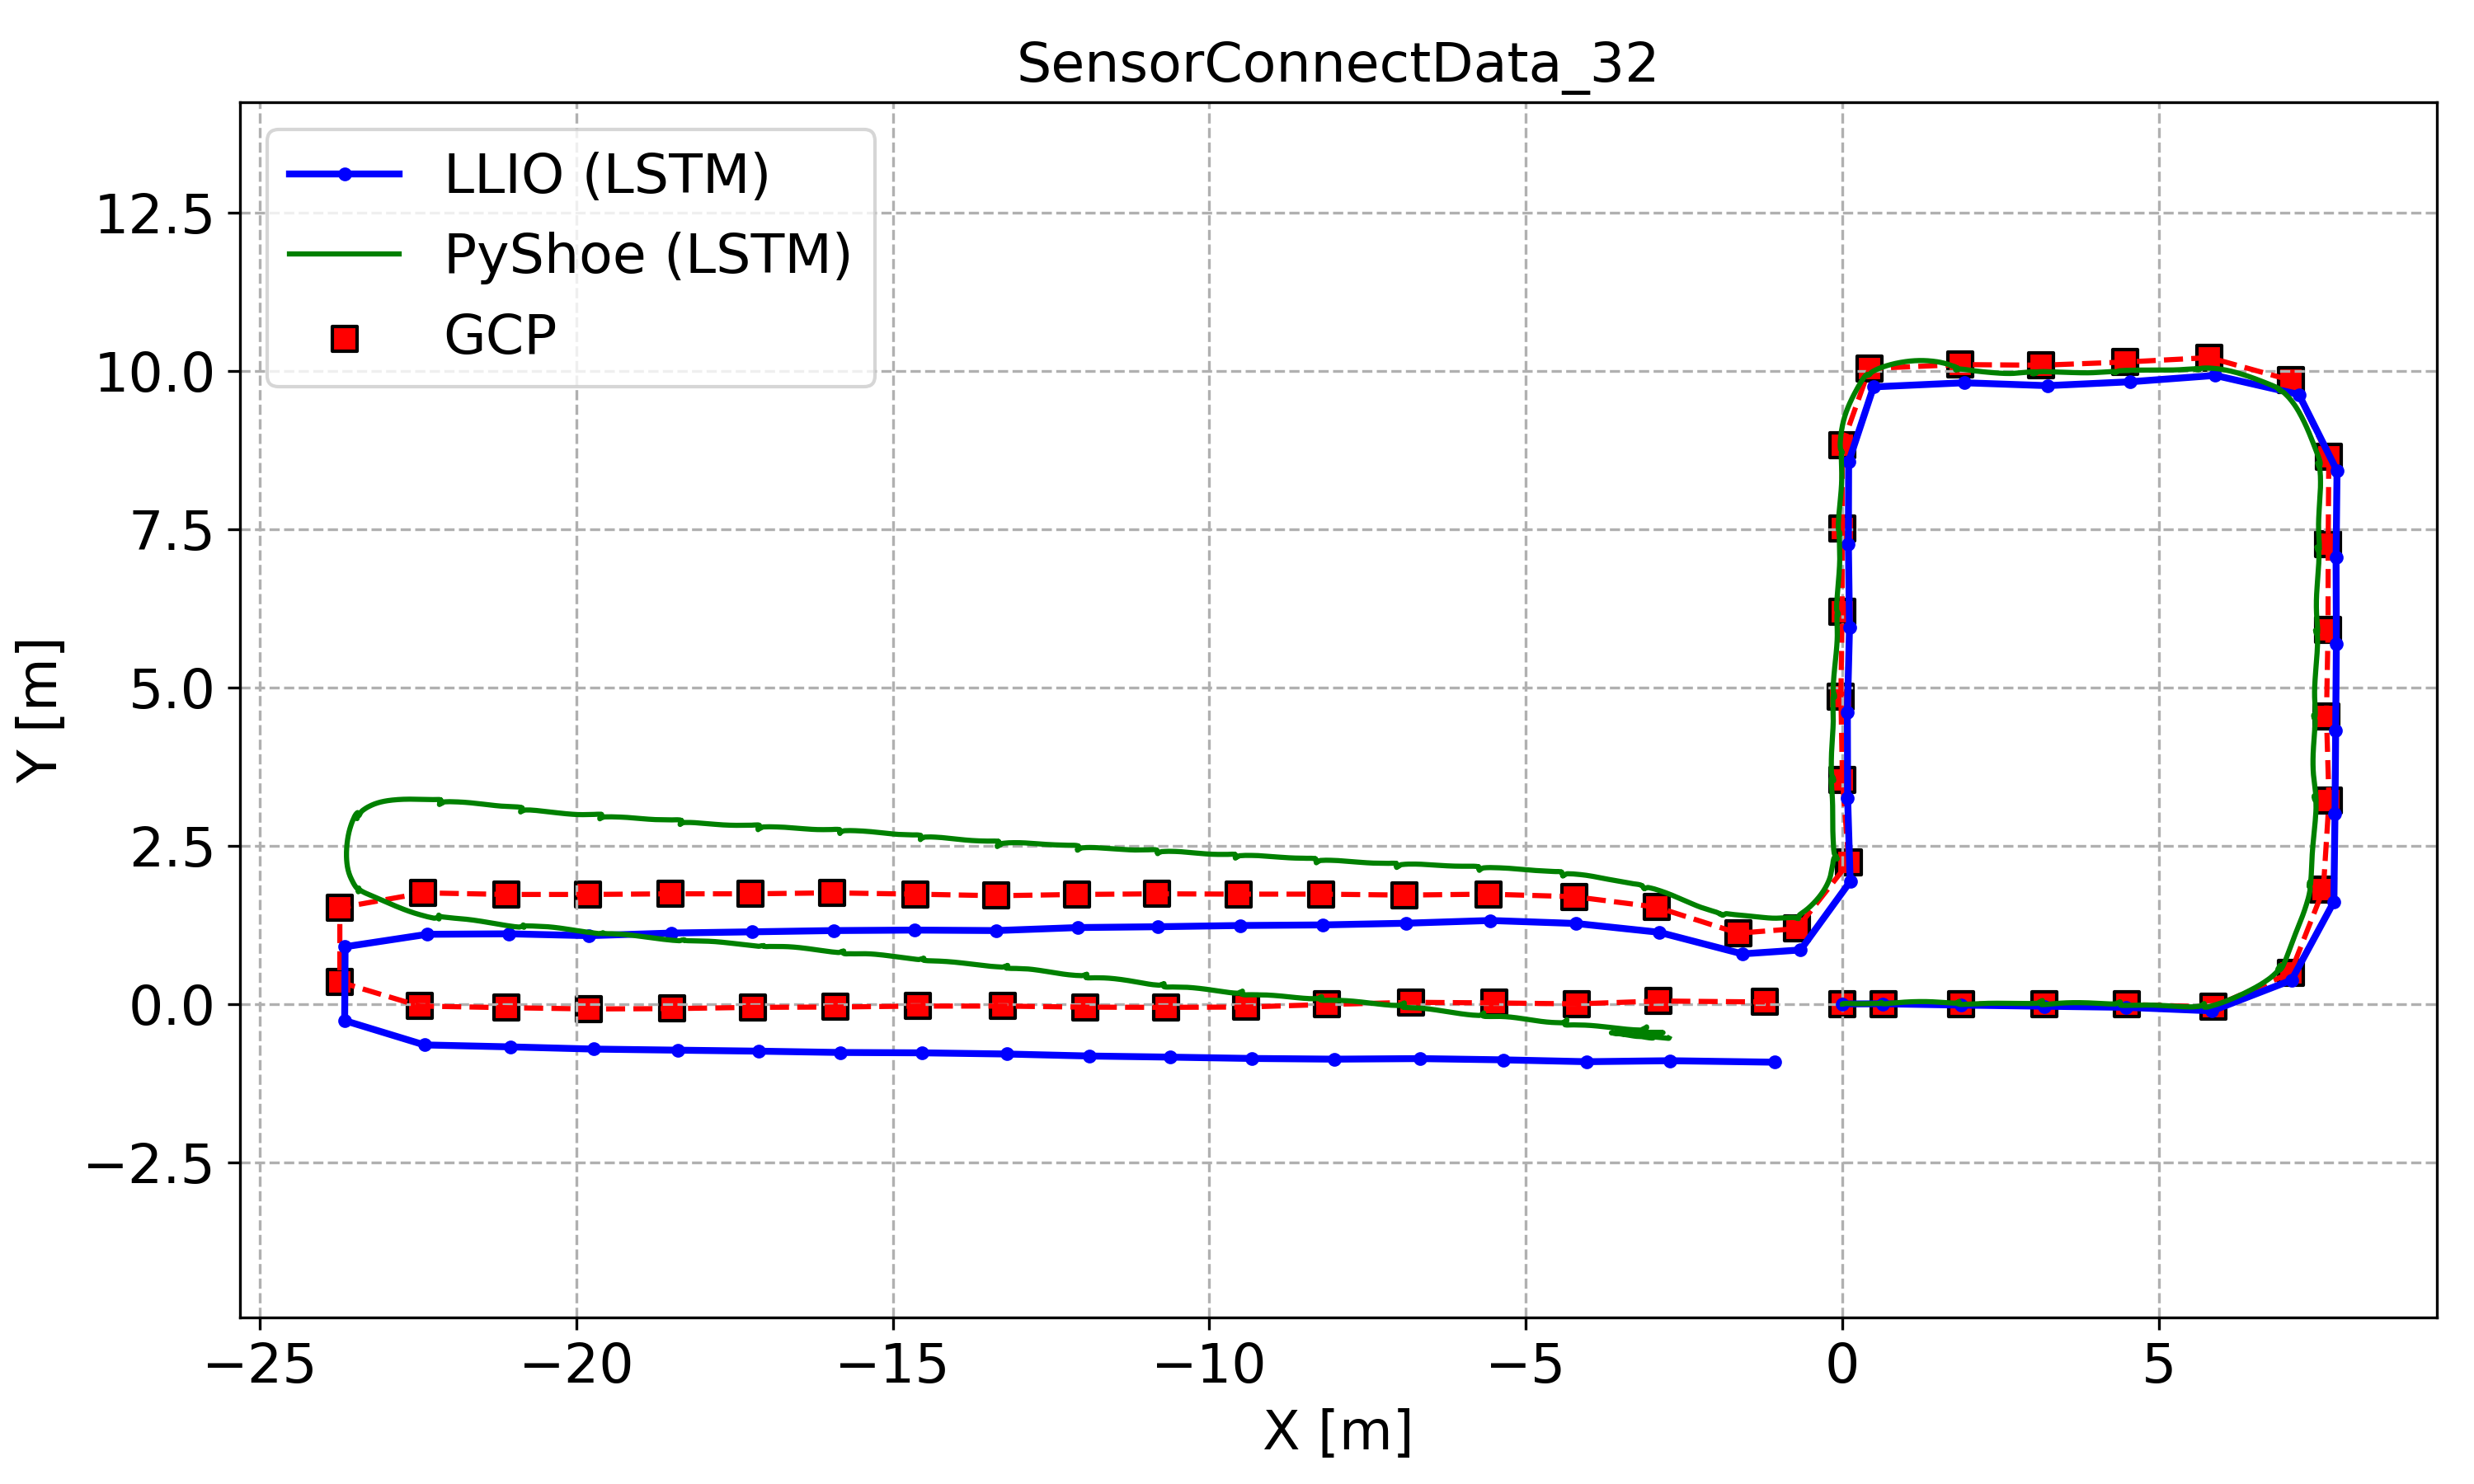 SensorConnectData_32
LLIO (LSTM)
PyShoe (LSTM)
GCP
12.5
10.0
7.5
5.0
2.5
0.0
−2.5
Y [m]
−25 −20 −15 −10 −5 0 5
X [m]